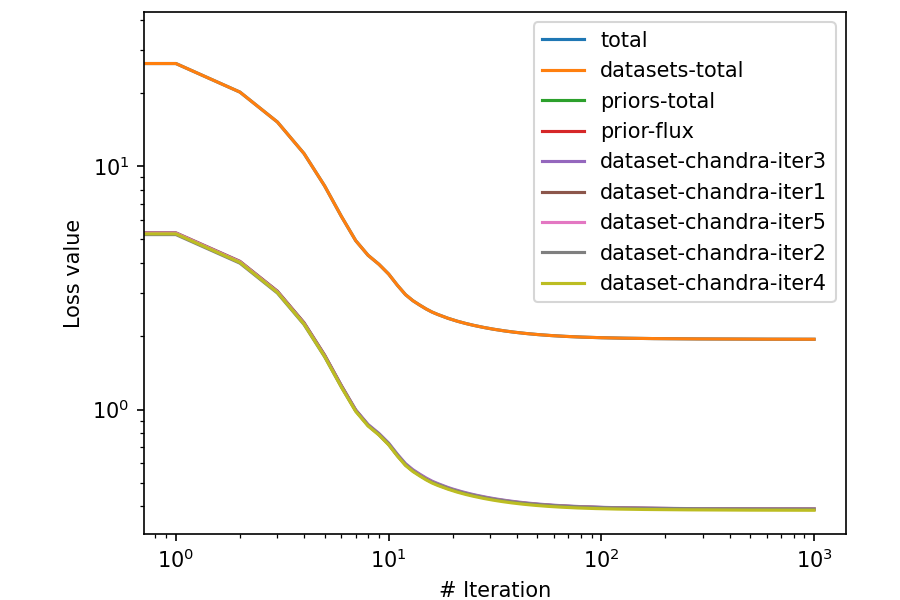 total
datasets-total
priors-total
prior-flux
dataset-chandra-iter3
dataset-chandra-iter1
dataset-chandra-iter5
dataset-chandra-iter2
dataset-chandra-iter4
Loss value
10¹
10⁰
10⁰ 10¹ 10² 10³
# Iteration